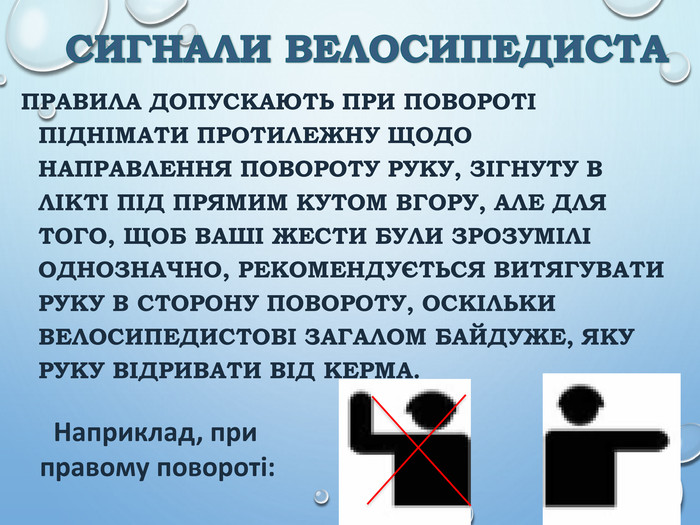 СИГНАЛИ ВЕЛОСИПЕДИСТА
ПРАВИЛА ДОПУСКАЮТЬ ПРИ ПОВОРОТІ
ПІДНІМАТИ ПРОТИЛЕЖНУ ЩОДО
НАПРАВЛЕННЯ ПОВОРОТУ РУКУ, ЗІГНУТУ В
ЛІКТІ ПІД ПРЯМИМ КУТОМ ВГОРУ, АЛЕ ДЛЯ
ТОГО, ЩОБ ВАШІ ЖЕСТИ БУЛИ ЗРОЗУМІЛІ
ОДНОЗНАЧНО, РЕКОМЕНДУЄТЬСЯ ВИТЯГУВАТИ
РУКУ В СТОРОНУ ПОВОРОТУ, ОСКІЛЬКИ
ВЕЛОСИПЕДИСТОВІ ЗАГАЛОМ БАЙДУЖЕ, ЯКУ
РУКУ ВІДРИВАТИ ВІД КЕРМА.
Наприклад, при
правому повороті: